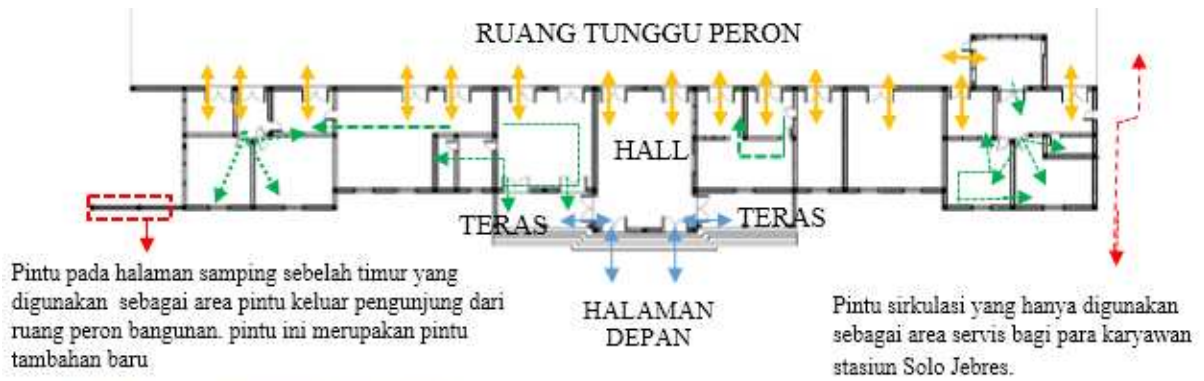 RUANG TUNGGU PERON
HALL
TERAS
TERAS
Pintu pada halaman samping sebelah timur yang
digunakan sebagai area pintu keluar pengunjung dari
ruang peron bangunan. pintu ini merupakan pintu
tambahan baru
HALAMAN
DEPAN
Pintu sirkulasi yang hanya digunakan
sebagai area servis bagi para karyawan
stasiun Solo Jebres.